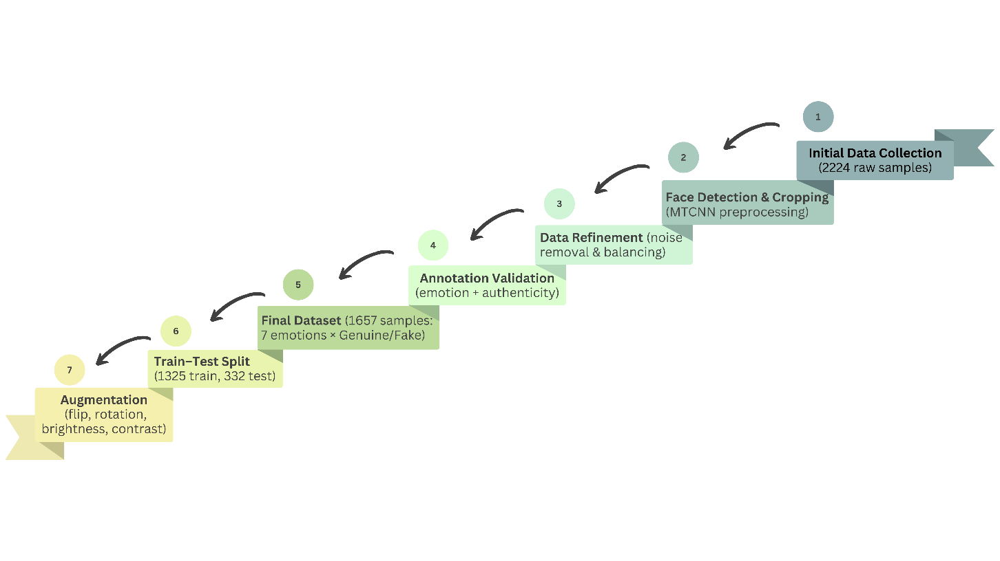 1
Initial Data Collection
(2224 raw samples)
2
Face Detection & Cropping
(MTCNN preprocessing)
3
Data Refinement (noise
removal & balancing)
4
Annotation Validation
(emotion + authenticity)
5
Final Dataset (1657 samples:
7 emotions × Genuine/Fake)
6
Train–Test Split
(1325 train, 332 test)
7
Augmentation
(flip, rotation,
brightness, contrast)